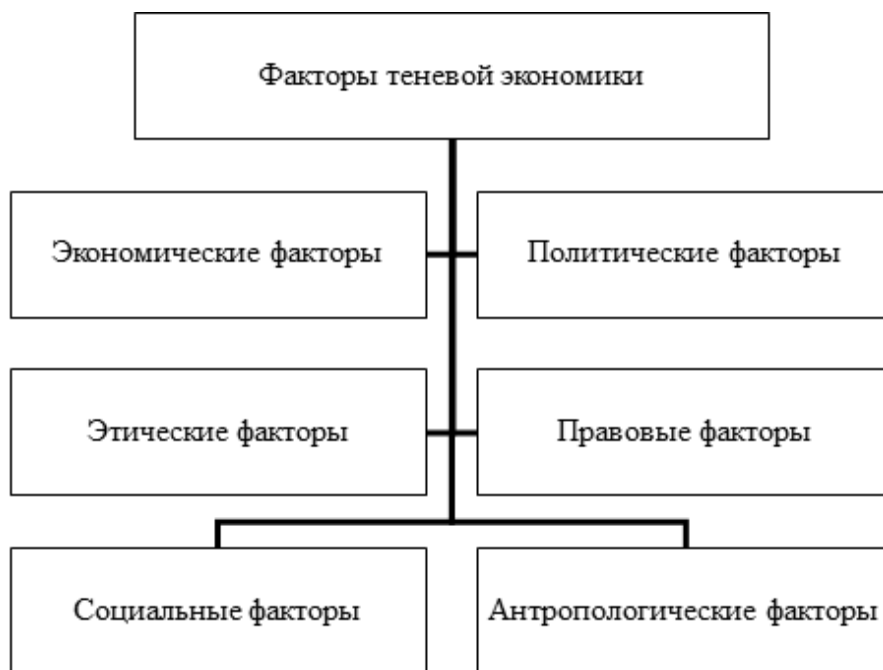 Факторы теневой экономики
Экономические факторы
Политические факторы
Этические факторы
Правовые факторы
Социальные факторы
Антропологические факторы